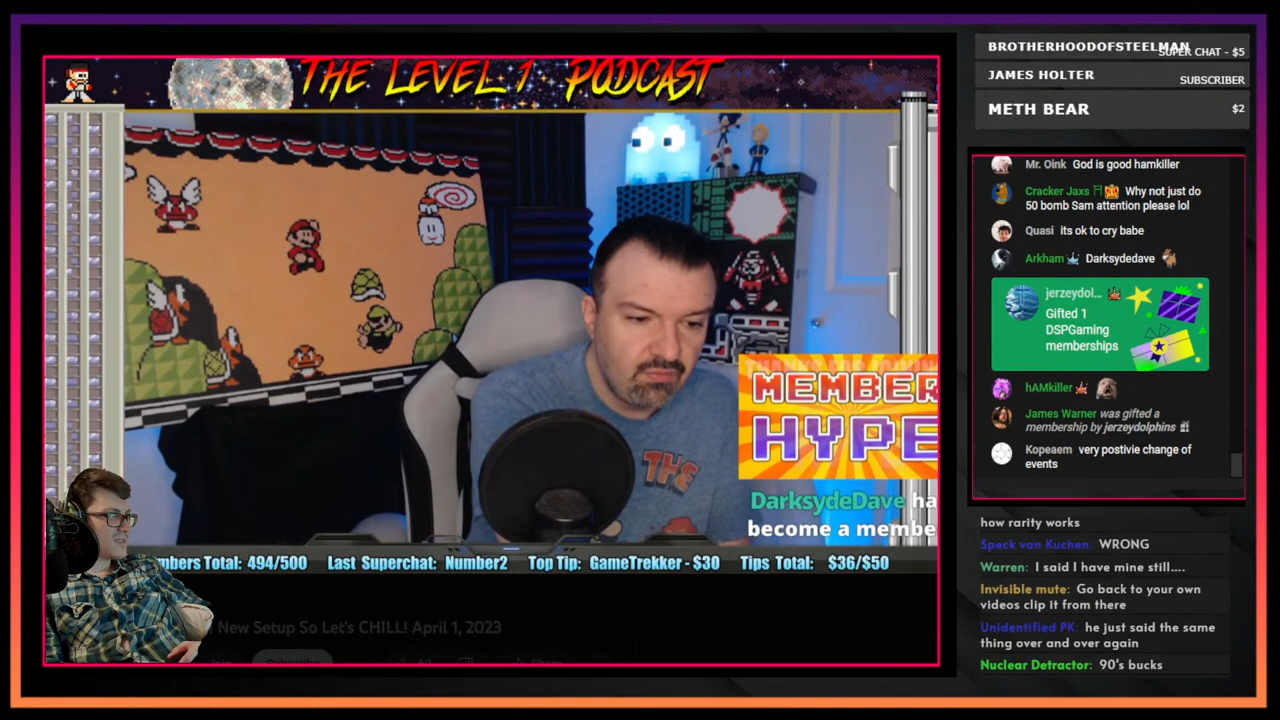 THE LEVEL 1 PODCAST
MEMBER
HYPE
DarksydeDave ha
become a membe
THE
mbers Total: 494/500 Last Superchat: Number2 Top Tip: GameTrekker - $30 Tips Total: $36/$50
New Setup So Let's CHILL! April 1, 2023
Join Subscribe 63 Share
BROTHERHOODOFSTEELMAN SUPER CHAT - $5
JAMES HOLTER SUBSCRIBER
METH BEAR $2
Mr. Oink God is good hamkiller
Cracker Jaxs Why not just do
50 bomb Sam attention please lol
Quasi its ok to cry babe
Arkham Darksydedave
jerzeydol...
Gifted 1
DSPGaming
memberships
hAMkiller
James Warner was gifted a
membership by jerzeydolphins
Kopeaem very postivie change of
events
how rarity works
Speck van Kuchen: WRONG
Warren: I said I have mine still....
Invisible mute: Go back to your own
videos clip it from there
Unidentified PK: he just said the same
thing over and over again
Nuclear Detractor: 90's bucks